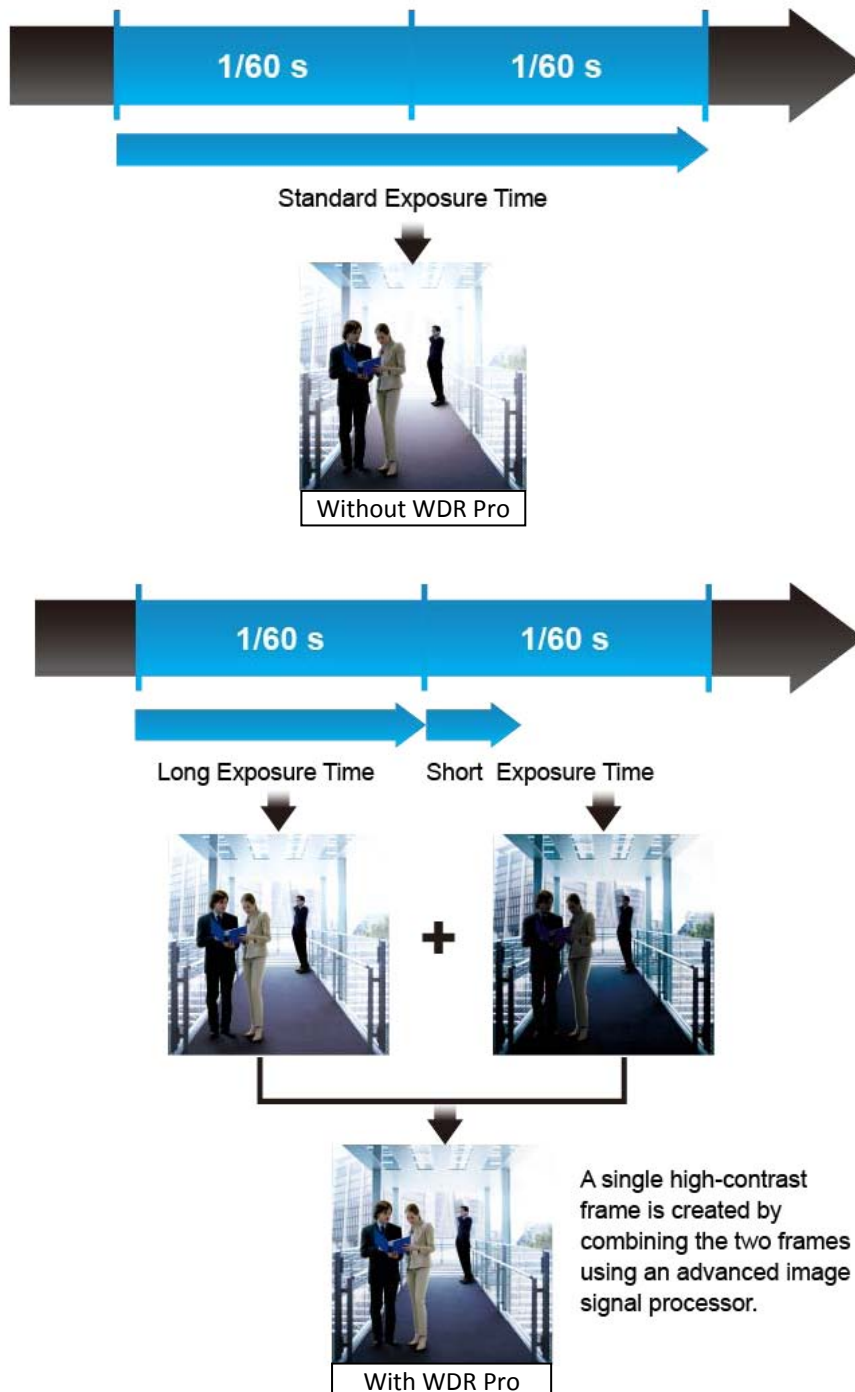 1/60 s 1/60 s
Standard Exposure Time
Without WDR Pro
1/60 s 1/60 s
Long Exposure Time Short Exposure Time
+
A single high-contrast
frame is created by
combining the two frames
using an advanced image
signal processor.
With WDR Pro